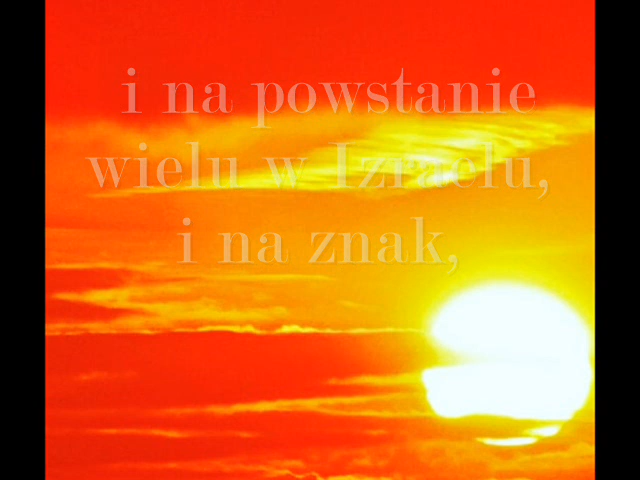 i na powstanie
wielu w Izraelu,
i na znak,